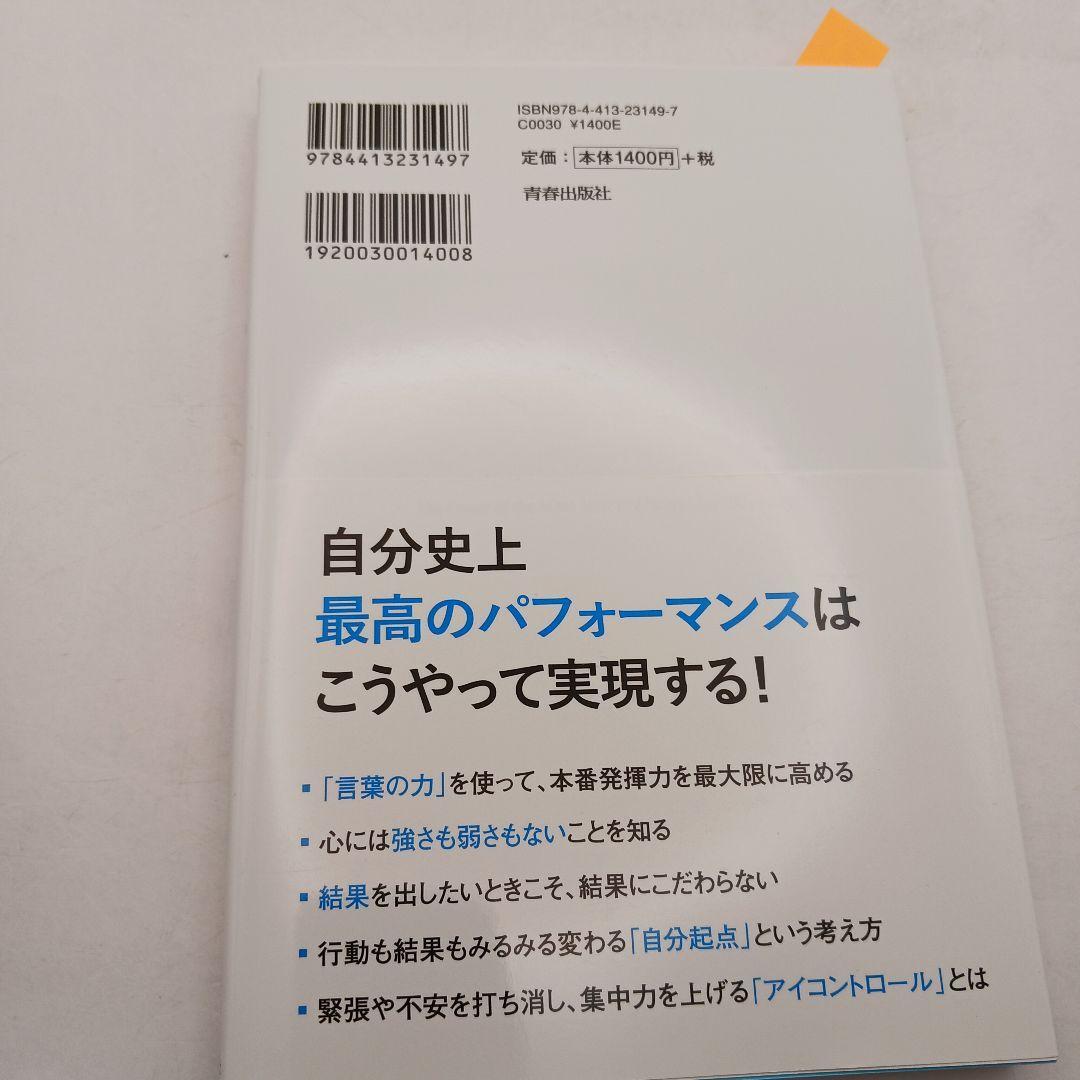 9784413231497
1920030014008
ISBN978-4-413-23149-7
C0030 ¥1400E
定価：本体1400円＋税
青春出版社
自分史上
最高のパフォーマンスは
こうやって実現する！
▪「言葉の力」を使って、本番発揮力を最大限に高める
▪心には強さも弱さもないことを知る
▪結果を出したいときこそ、結果にこだわらない
▪行動も結果もみるみる変わる「自分起点」という考え方
▪緊張や不安を打ち消し、集中力を上げる「アイコントロール」とは